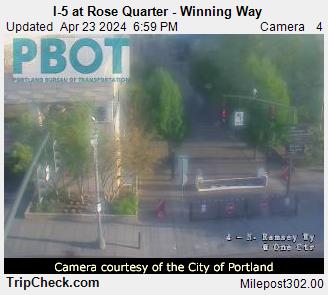 I-5 at Rose Quarter - Winning Way
Updated Apr 23 2024 6:59 PM Camera 4
PBOT
PORTLAND BUREAU OF TRANSPORTATION
4 - N. Ramsey Wy
W One Ctr
Camera courtesy of the City of Portland
TripCheck.com Milepost302.00